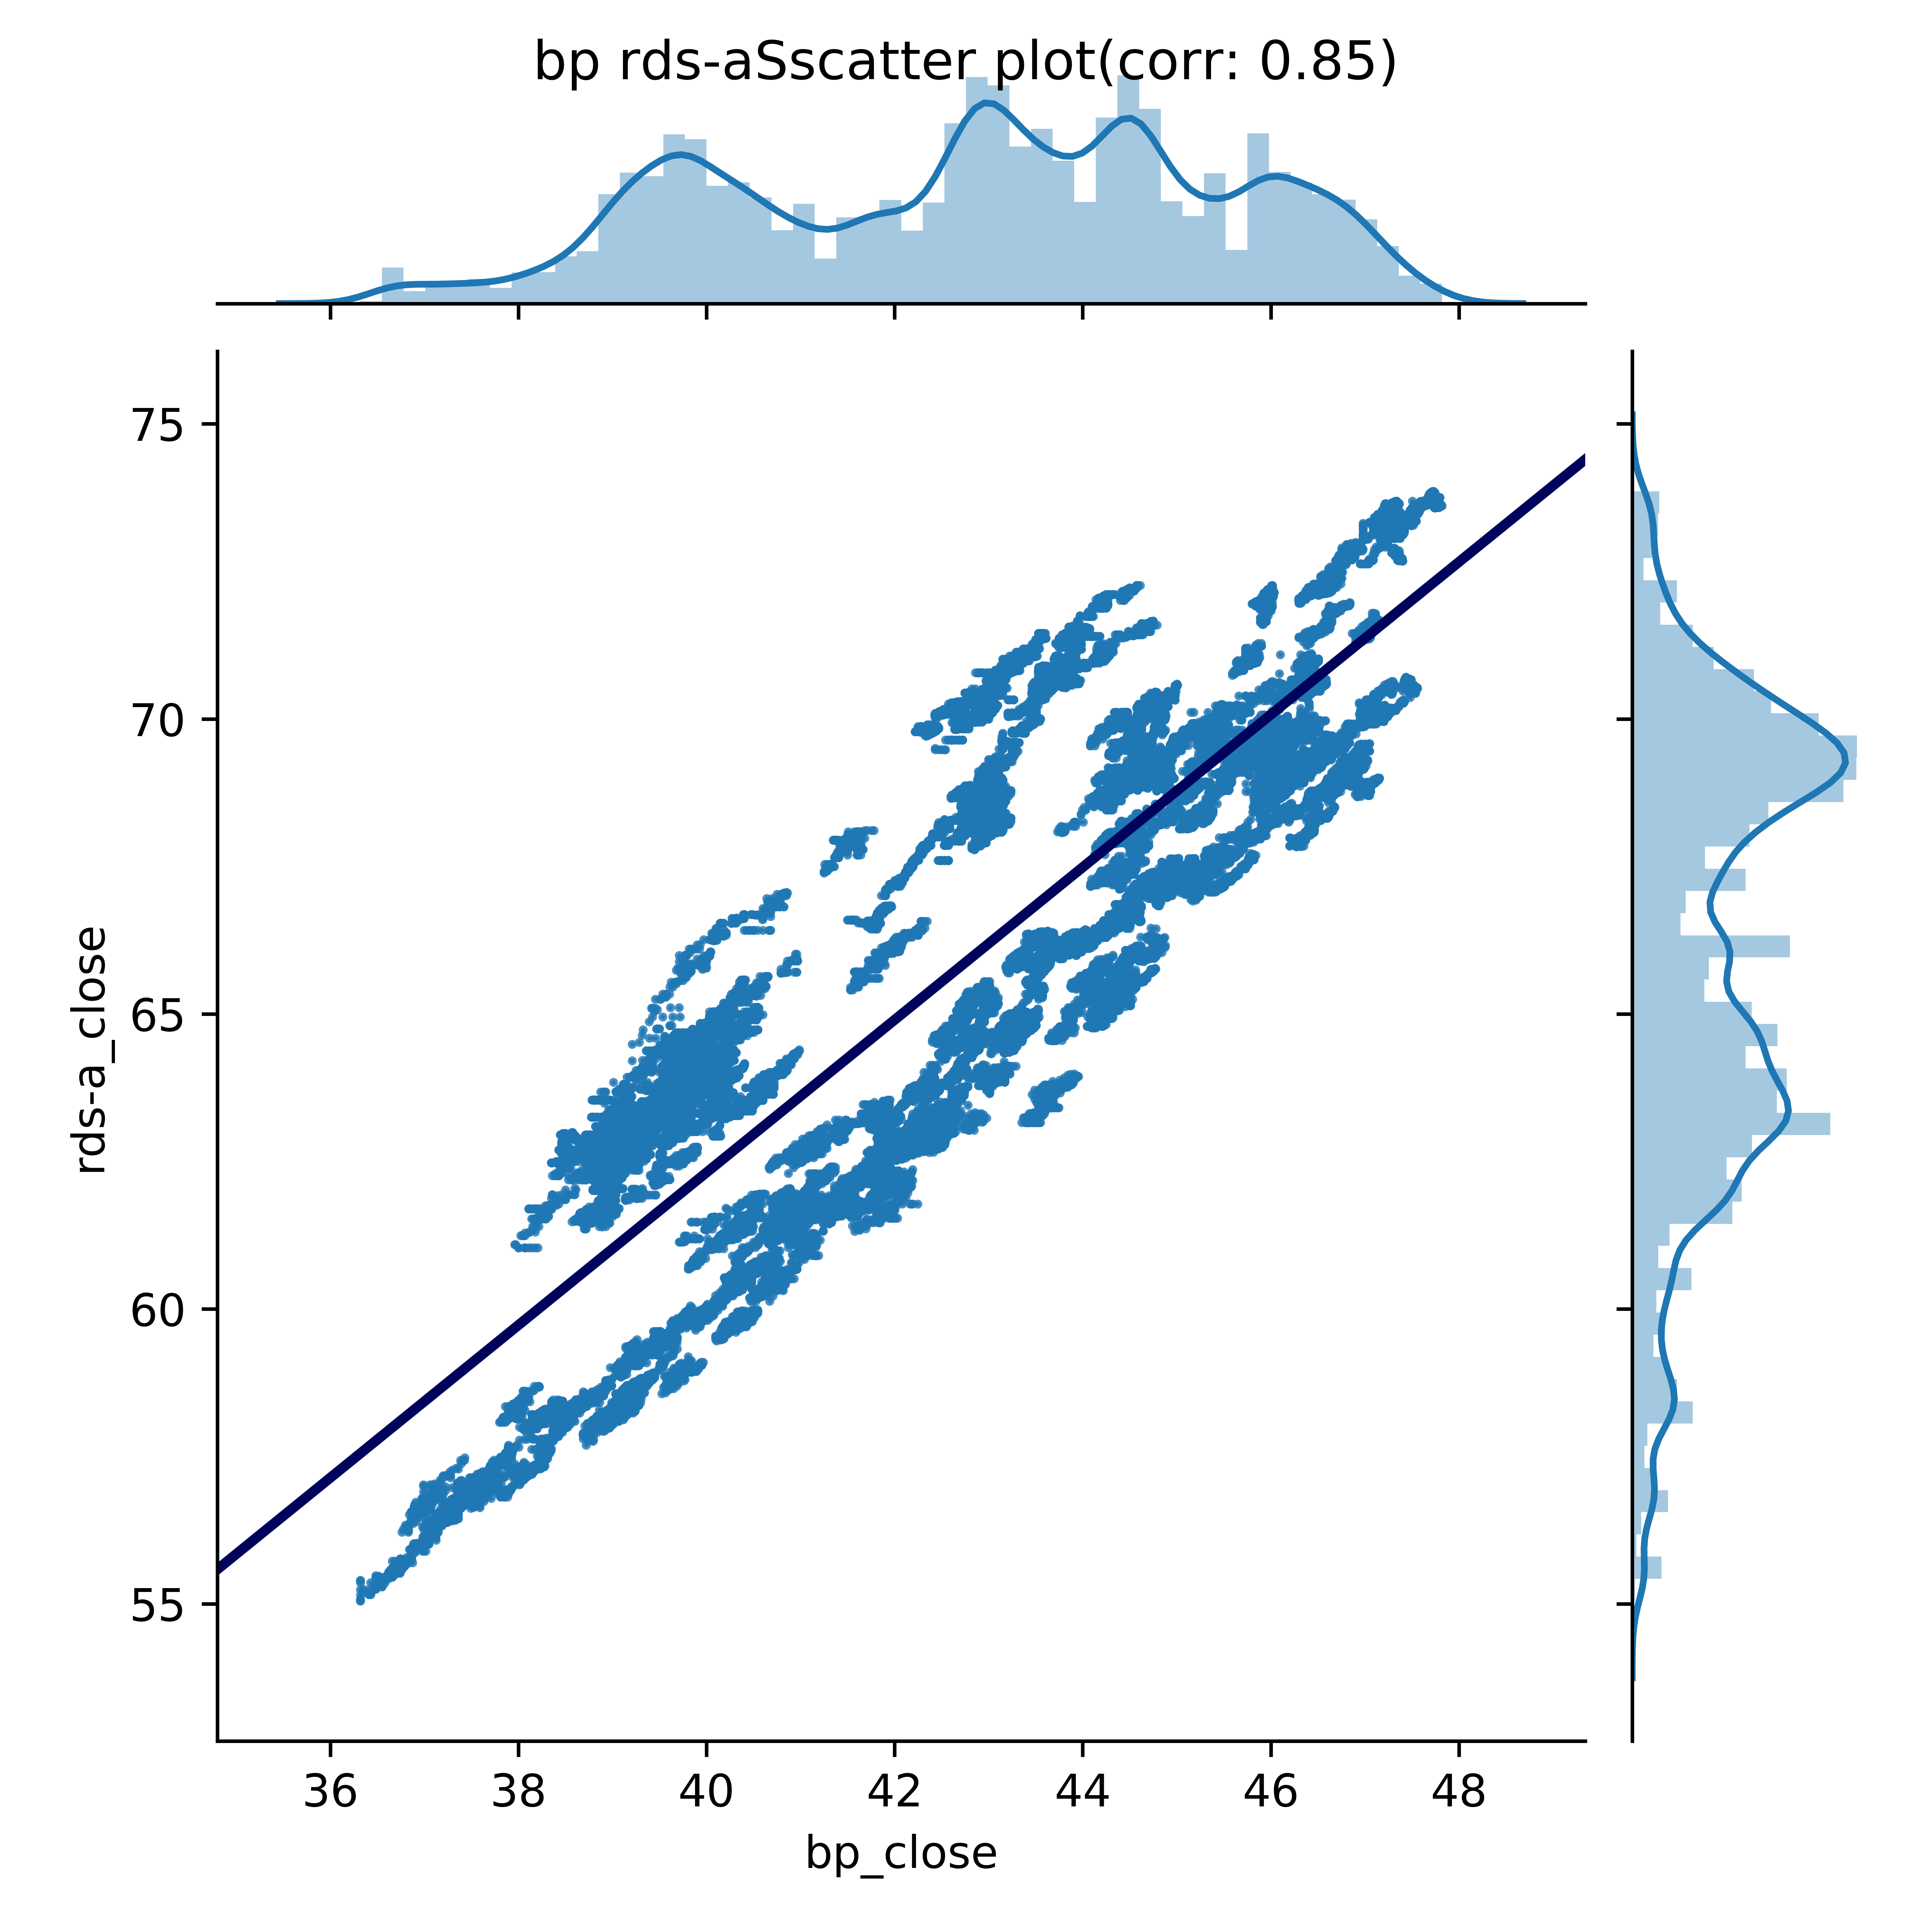 bp rds-aSscatter plot(corr: 0.85)
75
70
65
60
55
rds-a_close
36 38 40 42 44 46 48
bp_close